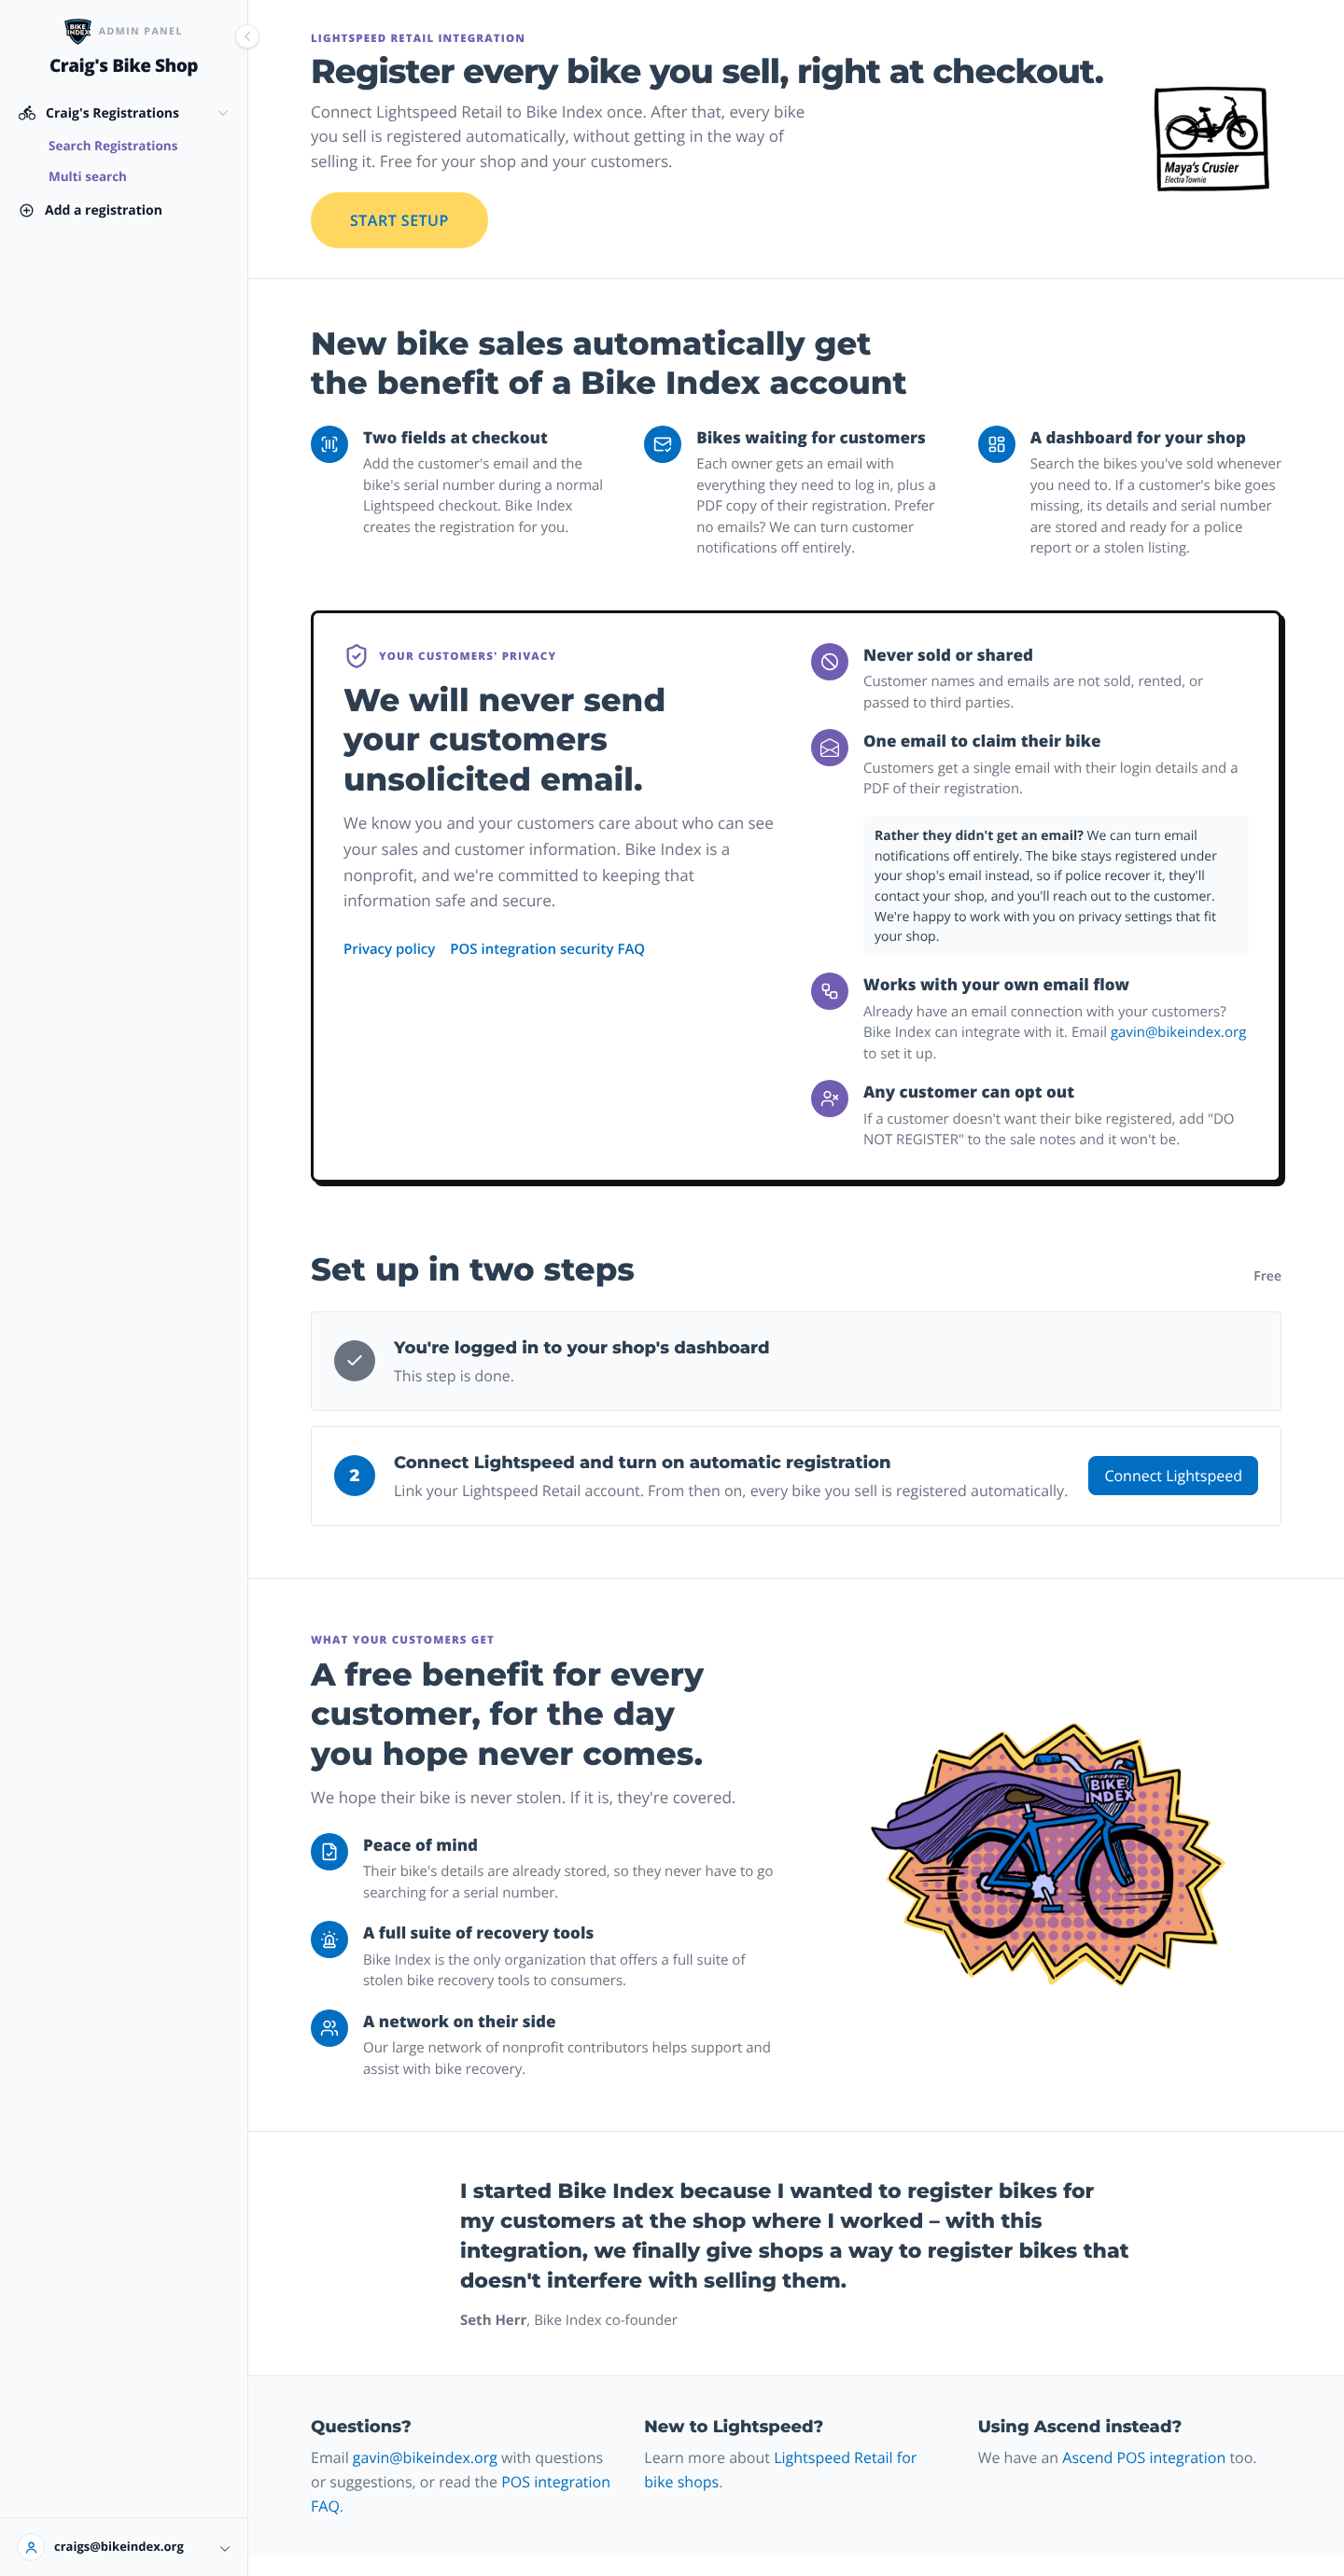 BIKE INDEX
ADMIN PANEL
Craig's Bike Shop
Craig's Registrations
Search Registrations
Multi search
Add a registration
LIGHTSPEED RETAIL INTEGRATION
Register every bike you sell, right at checkout.
Connect Lightspeed Retail to Bike Index once. After that, every bike
you sell is registered automatically, without getting in the way of
selling it. Free for your shop and your customers.
START SETUP
Maya's Crusier
Electra Townie
New bike sales automatically get
the benefit of a Bike Index account
Two fields at checkout
Add the customer's email and the
bike's serial number during a normal
Lightspeed checkout. Bike Index
creates the registration for you.
Bikes waiting for customers
Each owner gets an email with
everything they need to log in, plus a
PDF copy of their registration. Prefer
no emails? We can turn customer
notifications off entirely.
A dashboard for your shop
Search the bikes you've sold whenever
you need to. If a customer's bike goes
missing, its details and serial number
are stored and ready for a police
report or a stolen listing.
YOUR CUSTOMERS' PRIVACY
We will never send
your customers
unsolicited email.
We know you and your customers care about who can see
your sales and customer information. Bike Index is a
nonprofit, and we're committed to keeping that
information safe and secure.
Privacy policy POS integration security FAQ
Never sold or shared
Customer names and emails are not sold, rented, or
passed to third parties.
One email to claim their bike
Customers get a single email with their login details and a
PDF of their registration.
Rather they didn't get an email? We can turn email
notifications off entirely. The bike stays registered under
your shop's email instead, so if police recover it, they'll
contact your shop, and you'll reach out to the customer.
We're happy to work with you on privacy settings that fit
your shop.
Works with your own email flow
Already have an email connection with your customers?
Bike Index can integrate with it. Email gavin@bikeindex.org
to set it up.
Any customer can opt out
If a customer doesn't want their bike registered, add "DO
NOT REGISTER" to the sale notes and it won't be.
Set up in two steps
Free
You're logged in to your shop's dashboard
This step is done.
2
Connect Lightspeed and turn on automatic registration
Link your Lightspeed Retail account. From then on, every bike you sell is registered automatically.
Connect Lightspeed
WHAT YOUR CUSTOMERS GET
A free benefit for every
customer, for the day
you hope never comes.
We hope their bike is never stolen. If it is, they're covered.
Peace of mind
Their bike's details are already stored, so they never have to go
searching for a serial number.
A full suite of recovery tools
Bike Index is the only organization that offers a full suite of
stolen bike recovery tools to consumers.
A network on their side
Our large network of nonprofit contributors helps support and
assist with bike recovery.
BIKE
INDEX
I started Bike Index because I wanted to register bikes for
my customers at the shop where I worked – with this
integration, we finally give shops a way to register bikes that
doesn't interfere with selling them.
Seth Herr, Bike Index co-founder
Questions?
Email gavin@bikeindex.org with questions
or suggestions, or read the POS integration
FAQ.
New to Lightspeed?
Learn more about Lightspeed Retail for
bike shops.
Using Ascend instead?
We have an Ascend POS integration too.
craigs@bikeindex.org